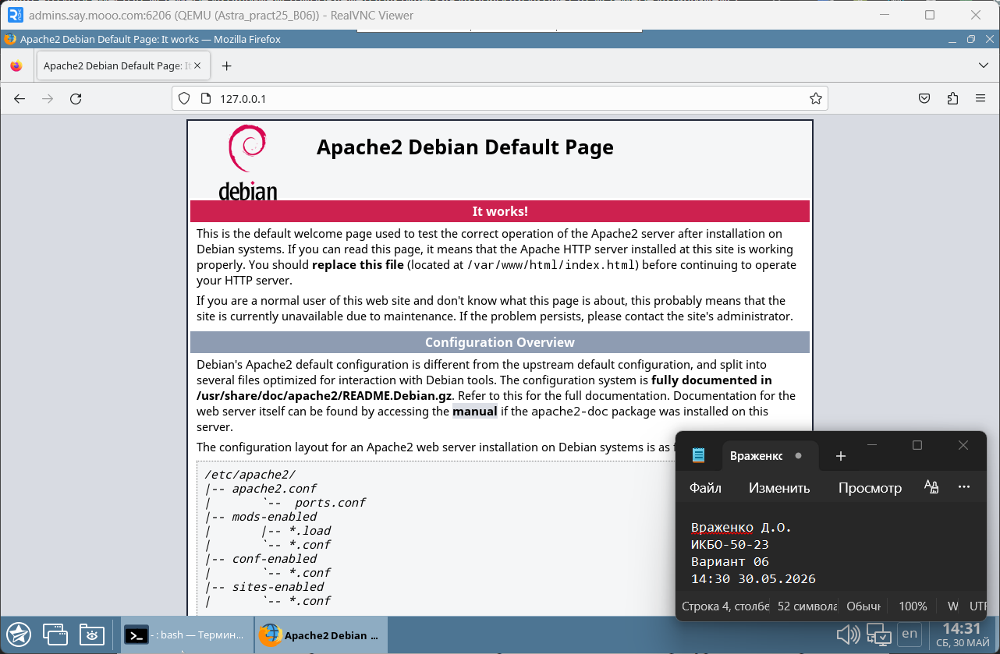 admins.say.mooo.com:6206 (QEMU (Astra_pract25_B06)) - RealVNC Viewer
Apache2 Debian Default Page: It works — Mozilla Firefox
Apache2 Debian Default Page: It
127.0.0.1
debian
Apache2 Debian Default Page
It works!
This is the default welcome page used to test the correct operation of the Apache2 server after installation on
Debian systems. If you can read this page, it means that the Apache HTTP server installed at this site is working
properly. You should replace this file (located at /var/www/html/index.html) before continuing to operate
your HTTP server.
If you are a normal user of this web site and don't know what this page is about, this probably means that the
site is currently unavailable due to maintenance. If the problem persists, please contact the site's administrator.
Configuration Overview
Debian's Apache2 default configuration is different from the upstream default configuration, and split into
several files optimized for interaction with Debian tools. The configuration system is fully documented in
/usr/share/doc/apache2/README.Debian.gz. Refer to this for the full documentation. Documentation for the
web server itself can be found by accessing the manual if the apache2-doc package was installed on this
server.
The configuration layout for an Apache2 web server installation on Debian systems is as
/etc/apache2/
|-- apache2.conf
|       `--  ports.conf
|-- mods-enabled
|       |-- *.load
|       `-- *.conf
|-- conf-enabled
|       `-- *.conf
|-- sites-enabled
|       `-- *.conf
Враженкс
Файл Изменить Просмотр
Враженко Д.О.
ИКБО-50-23
Вариант 06
14:30 30.05.2026
Строка 4, столбе 52 символа Обычн 100% W UTF
- : bash — Термин...
Apache2 Debian ...
en
14:31
СБ, 30 МАЙ